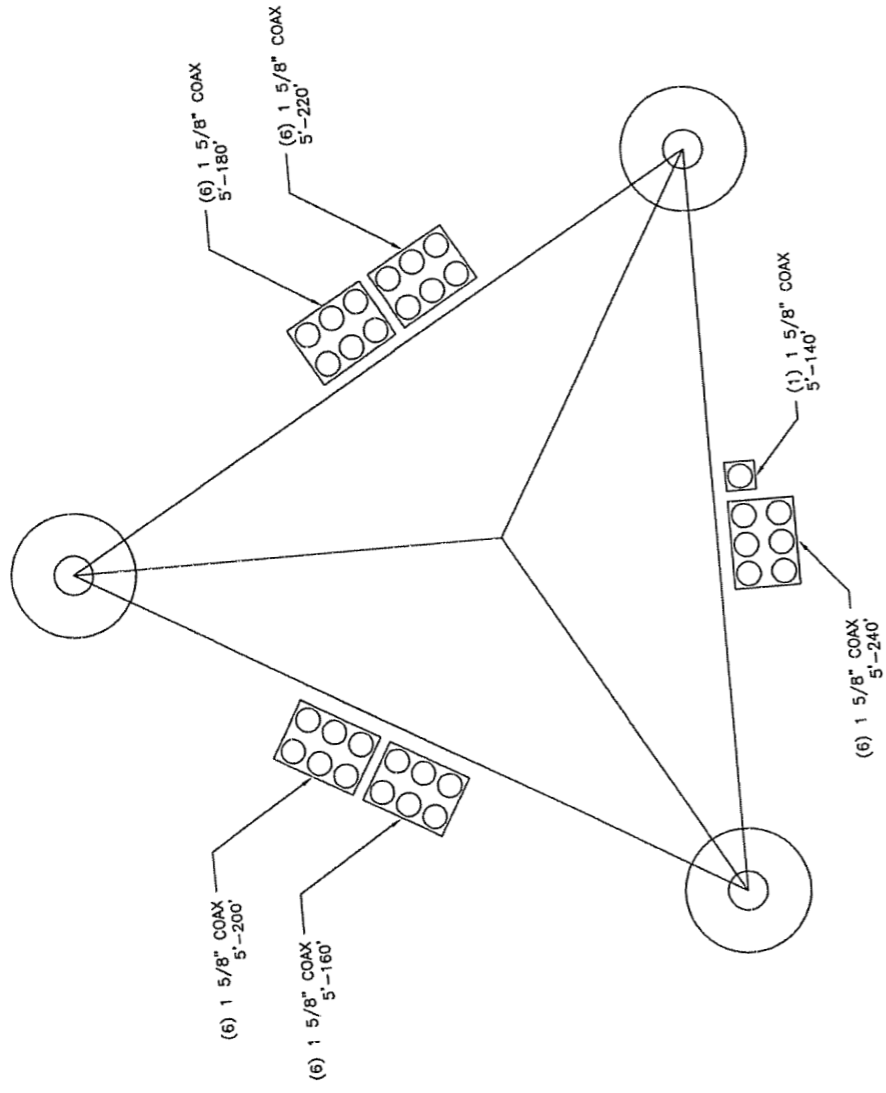 (6) 1 5/8" COAX
5'-200'
(6) 1 5/8" COAX
5'-160'
(6) 1 5/8" COAX
5'-180'
(6) 1 5/8" COAX
5'-220'
(1) 1 5/8" COAX
5'-140'
(6) 1 5/8" COAX
5'-240'